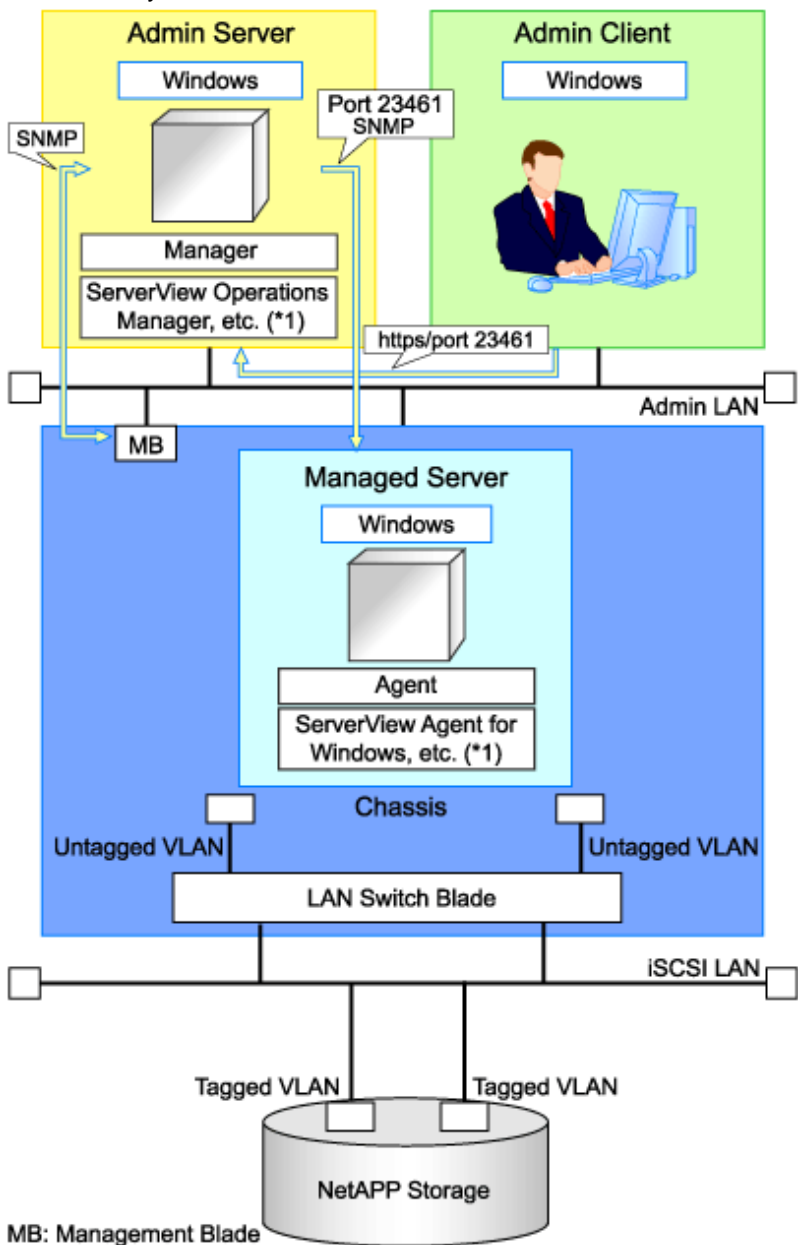 Admin Server
Admin Client
Windows
Windows
Port 23461
SNMP
SNMP
Manager
ServerView Operations
Manager, etc. (*1)
https/port 23461
Admin LAN
MB
Managed Server
Windows
Agent
ServerView Agent for
Windows, etc. (*1)
Chassis
Untagged VLAN
Untagged VLAN
LAN Switch Blade
iSCSI LAN
Tagged VLAN
Tagged VLAN
NetAPP Storage
MB: Management Blade